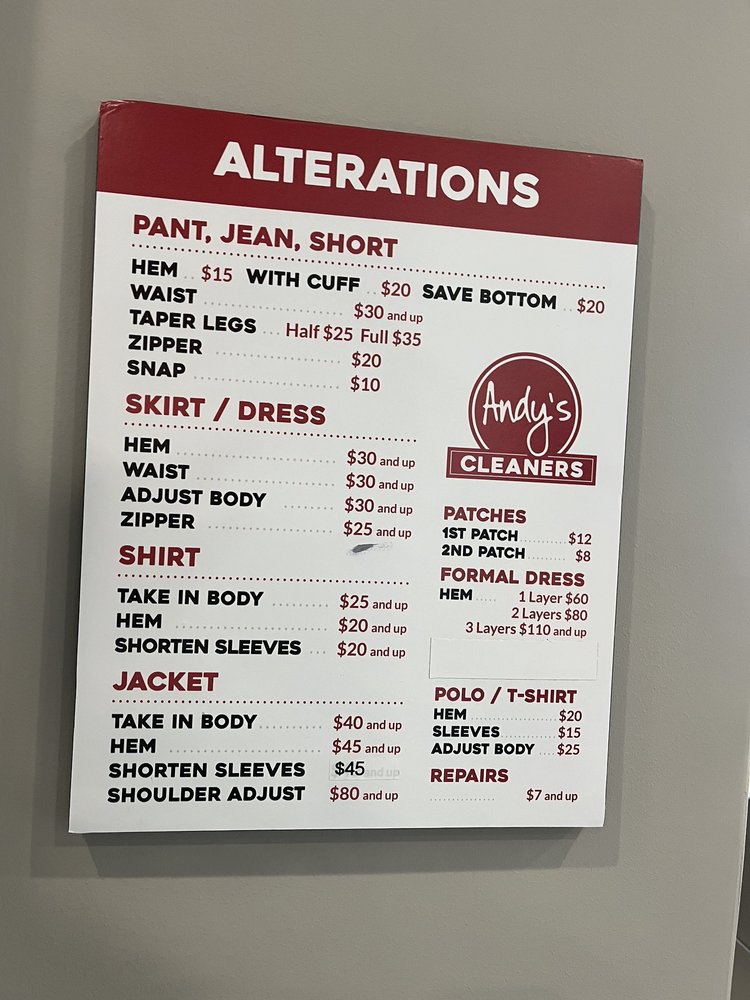 ALTERATIONS
PANT, JEAN, SHORT
HEM .. $15 WITH CUFF .. $20 SAVE BOTTOM .. $20
WAIST ..................... $30 and up
TAPER LEGS ... Half $25 Full $35
ZIPPER ................... $20
SNAP ...................... $10
SKIRT / DRESS
HEM ........................ $30 and up
WAIST ..................... $30 and up
ADJUST BODY ........... $30 and up
ZIPPER .................... $25 and up
SHIRT
TAKE IN BODY .......... $25 and up
HEM ........................ $20 and up
SHORTEN SLEEVES ... $20 and up
JACKET
TAKE IN BODY ........... $40 and up
HEM ........................ $45 and up
SHORTEN SLEEVES $45 and up
SHOULDER ADJUST $80 and up
Andy's
CLEANERS
PATCHES
1ST PATCH ........... $12
2ND PATCH .......... $8
FORMAL DRESS
HEM ..... 1 Layer $60
2 Layers $80
3 Layers $110 and up
POLO / T-SHIRT
HEM .................... $20
SLEEVES ............. $15
ADJUST BODY .... $25
REPAIRS
............... $7 and up